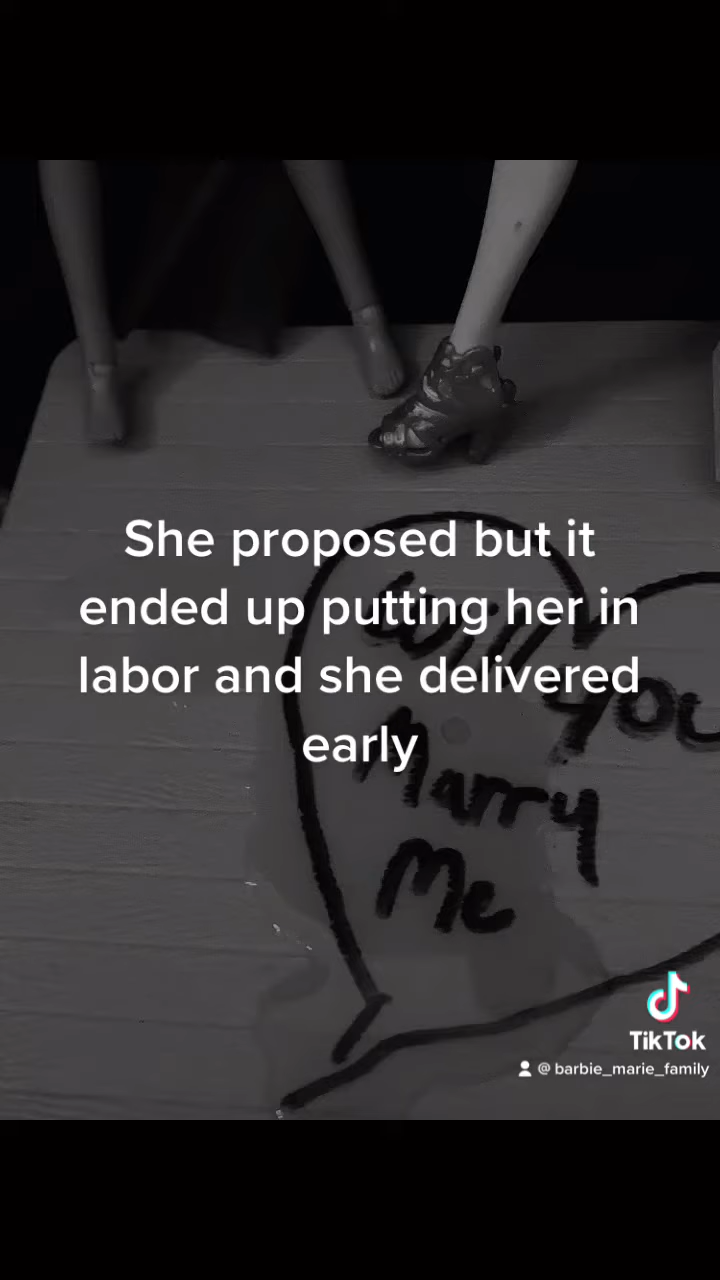 She proposed but it
ended up putting her in
labor and she delivered
early
Will you
Marry
Me
TikTok
@ barbie_marie_family